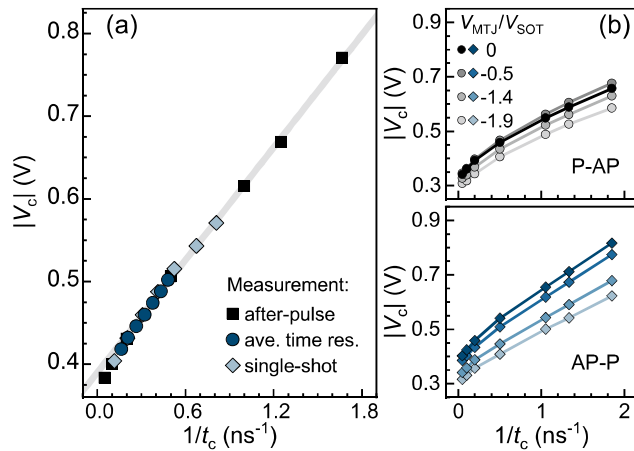 (a)
0.8
0.7
0.6
0.5
0.4
|Vc| (V)
Measurement:
after-pulse
ave. time res.
single-shot
0.0 0.6 1.2 1.8
1/tc (ns-1)
(b)
VMTJ/VSOT
0
-0.5
-1.4
-1.9
0.9
0.7
0.5
0.3
|Vc| (V)
P-AP
0.9
0.7
0.5
0.3
|Vc| (V)
AP-P
0 1 2
1/tc (ns-1)